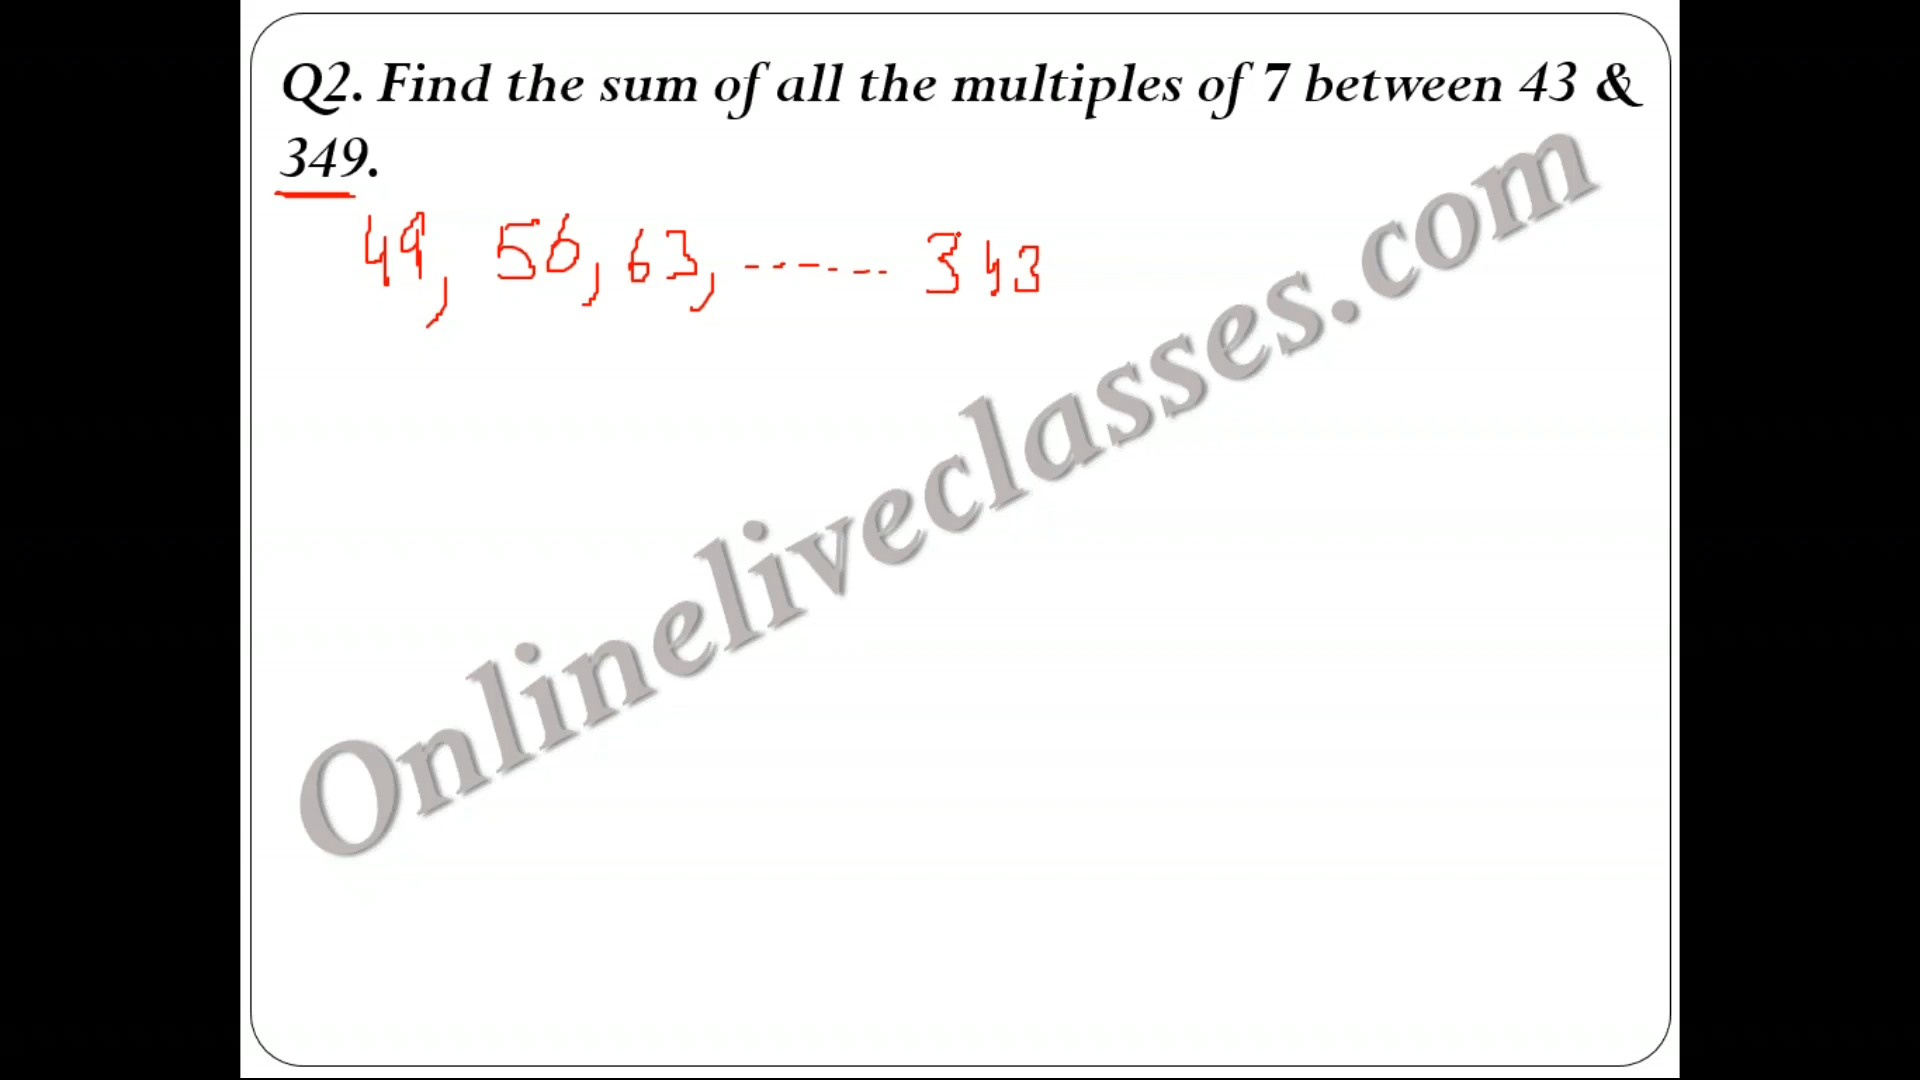 Q2. Find the sum of all the multiples of 7 between 43 &
349.
49, 56, 63, ------- 343
Onlineliveclasses.com